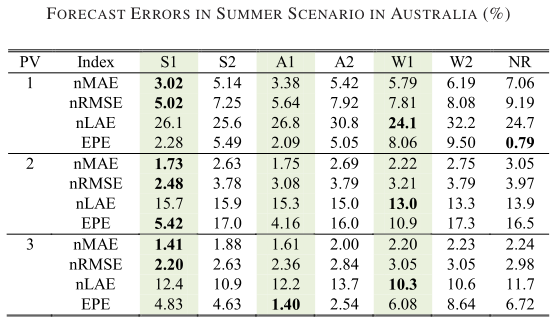 FORECAST ERRORS IN SUMMER SCENARIO IN AUSTRALIA (%)
PV Index S1 S2 A1 A2 W1 W2 NR
1 nMAE 3.02 5.14 3.38 5.42 5.79 6.19 7.06
nRMSE 5.02 7.25 5.64 7.92 7.81 8.08 9.19
nLAE 26.1 25.6 26.8 30.8 24.1 32.2 24.7
EPE 2.28 5.49 2.09 5.05 8.06 9.50 0.79
2 nMAE 1.73 2.63 1.75 2.69 2.22 2.75 3.05
nRMSE 2.48 3.78 3.08 3.79 3.21 3.79 3.97
nLAE 15.7 15.9 15.3 15.0 13.0 13.3 13.9
EPE 5.42 17.0 4.16 16.0 10.9 17.3 16.5
3 nMAE 1.41 1.88 1.61 2.00 2.20 2.23 2.24
nRMSE 2.20 2.63 2.36 2.84 3.05 3.05 2.98
nLAE 12.4 10.9 12.2 13.7 10.3 10.6 11.7
EPE 4.83 4.63 1.40 2.54 6.08 8.64 6.72